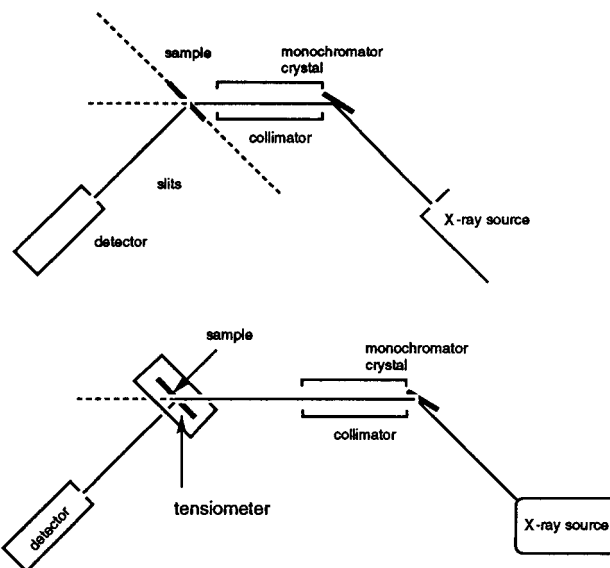 sample
monochromator
crystal
collimator
slits
X-ray source
detector
sample
monochromator
crystal
collimator
tensiometer
detector
X-ray source